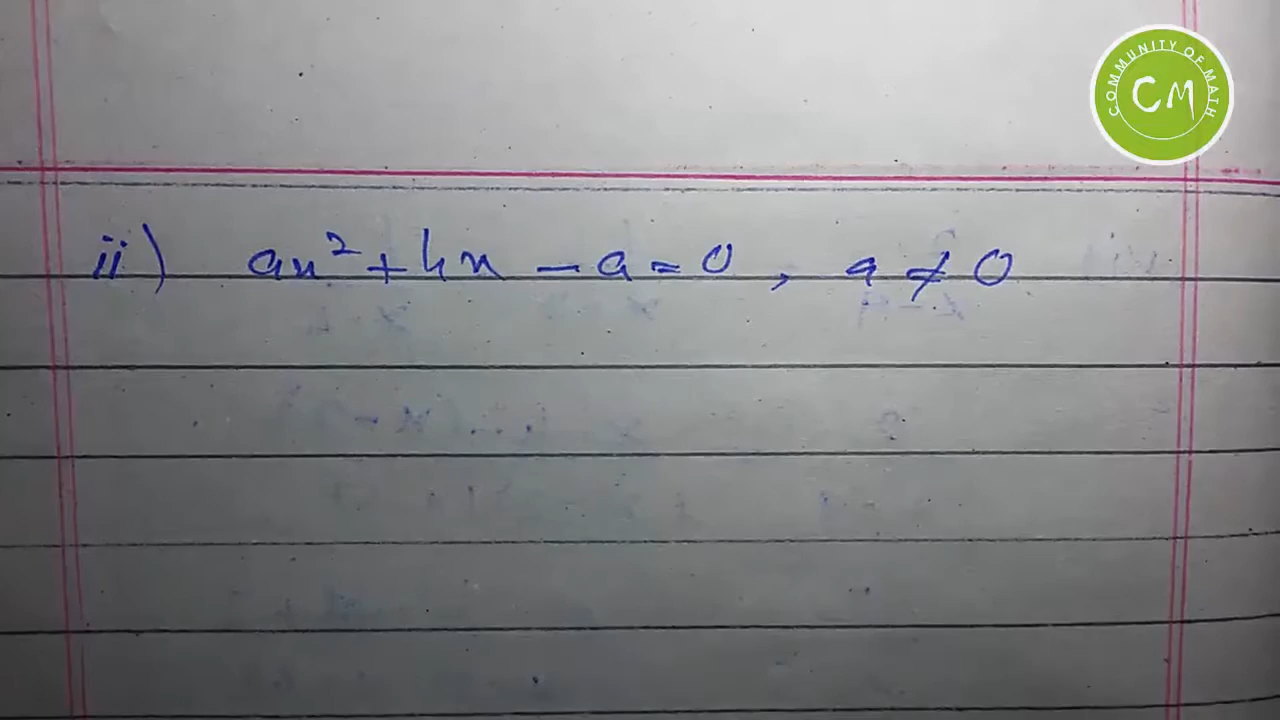 COMMUNITY OF MATH
CM
ii) ax² + 4x - a = 0, a ≠ 0